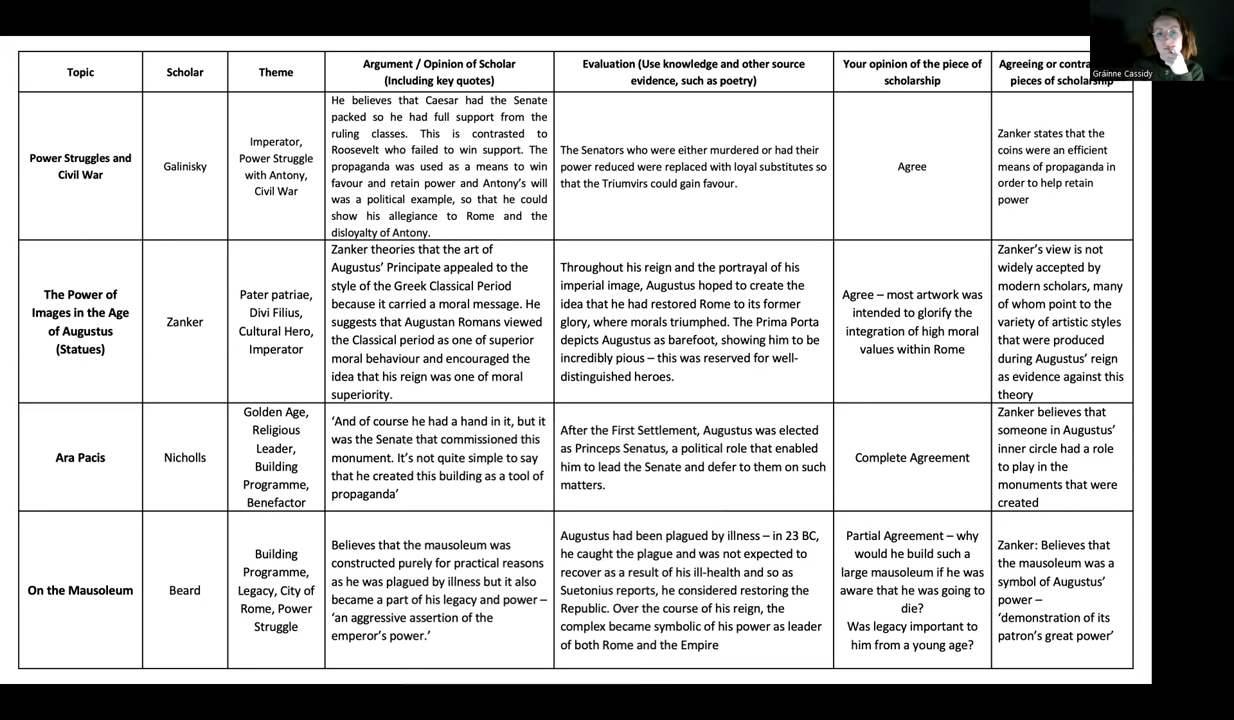 Topic
Scholar
Theme
Argument / Opinion of Scholar
(Including key quotes)
Evaluation (Use knowledge and other source
evidence, such as poetry)
Your opinion of the piece of
scholarship
Agreeing or contra
pieces of scholarship
Gráinne Cassidy
Power Struggles and
Civil War
Galinisky
Imperator,
Power Struggle
with Antony,
Civil War
He believes that Caesar had the Senate
packed so he had full support from the
ruling classes. This is contrasted to
Roosevelt who failed to win support. The
propaganda was used as a means to win
favour and retain power and Antony's will
was a political example, so that he could
show his allegiance to Rome and the
disloyalty of Antony.
The Senators who were either murdered or had their
power reduced were replaced with loyal substitutes so
that the Triumvirs could gain favour.
Agree
Zanker states that the
coins were an efficient
means of propaganda in
order to help retain
power
The Power of
Images in the Age
of Augustus
(Statues)
Zanker
Pater patriae,
Divi Filius,
Cultural Hero,
Imperator
Zanker theories that the art of
Augustus' Principate appealed to the
style of the Greek Classical Period
because it carried a moral message. He
suggests that Augustan Romans viewed
the Classical period as one of superior
moral behaviour and encouraged the
idea that his reign was one of moral
superiority.
Throughout his reign and the portrayal of his
imperial image, Augustus hoped to create the
idea that he had restored Rome to its former
glory, where morals triumphed. The Prima Porta
depicts Augustus as barefoot, showing him to be
incredibly pious – this was reserved for well-
distinguished heroes.
Agree – most artwork was
intended to glorify the
integration of high moral
values within Rome
Zanker's view is not
widely accepted by
modern scholars, many
of whom point to the
variety of artistic styles
that were produced
during Augustus' reign
as evidence against this
theory
Ara Pacis
Nicholls
Golden Age,
Religious
Leader,
Building
Programme,
Benefactor
'And of course he had a hand in it, but it
was the Senate that commissioned this
monument. It's not quite simple to say
that he created this building as a tool of
propaganda'
After the First Settlement, Augustus was elected
as Princeps Senatus, a political role that enabled
him to lead the Senate and defer to them on such
matters.
Complete Agreement
Zanker believes that
someone in Augustus'
inner circle had a role
to play in the
monuments that were
created
On the Mausoleum
Beard
Building
Programme,
Legacy, City of
Rome, Power
Struggle
Believes that the mausoleum was
constructed purely for practical reasons
as he was plagued by illness but it also
became a part of his legacy and power –
'an aggressive assertion of the
emperor's power.'
Augustus had been plagued by illness – in 23 BC,
he caught the plague and was not expected to
recover as a result of his ill-health and so as
Suetonius reports, he considered restoring the
Republic. Over the course of his reign, the
complex became symbolic of his power as leader
of both Rome and the Empire
Partial Agreement – why
would he build such a
large mausoleum if he was
aware that he was going to
die?
Was legacy important to
him from a young age?
Zanker: Believes that
the mausoleum was a
symbol of Augustus'
power –
'demonstration of its
patron's great power'